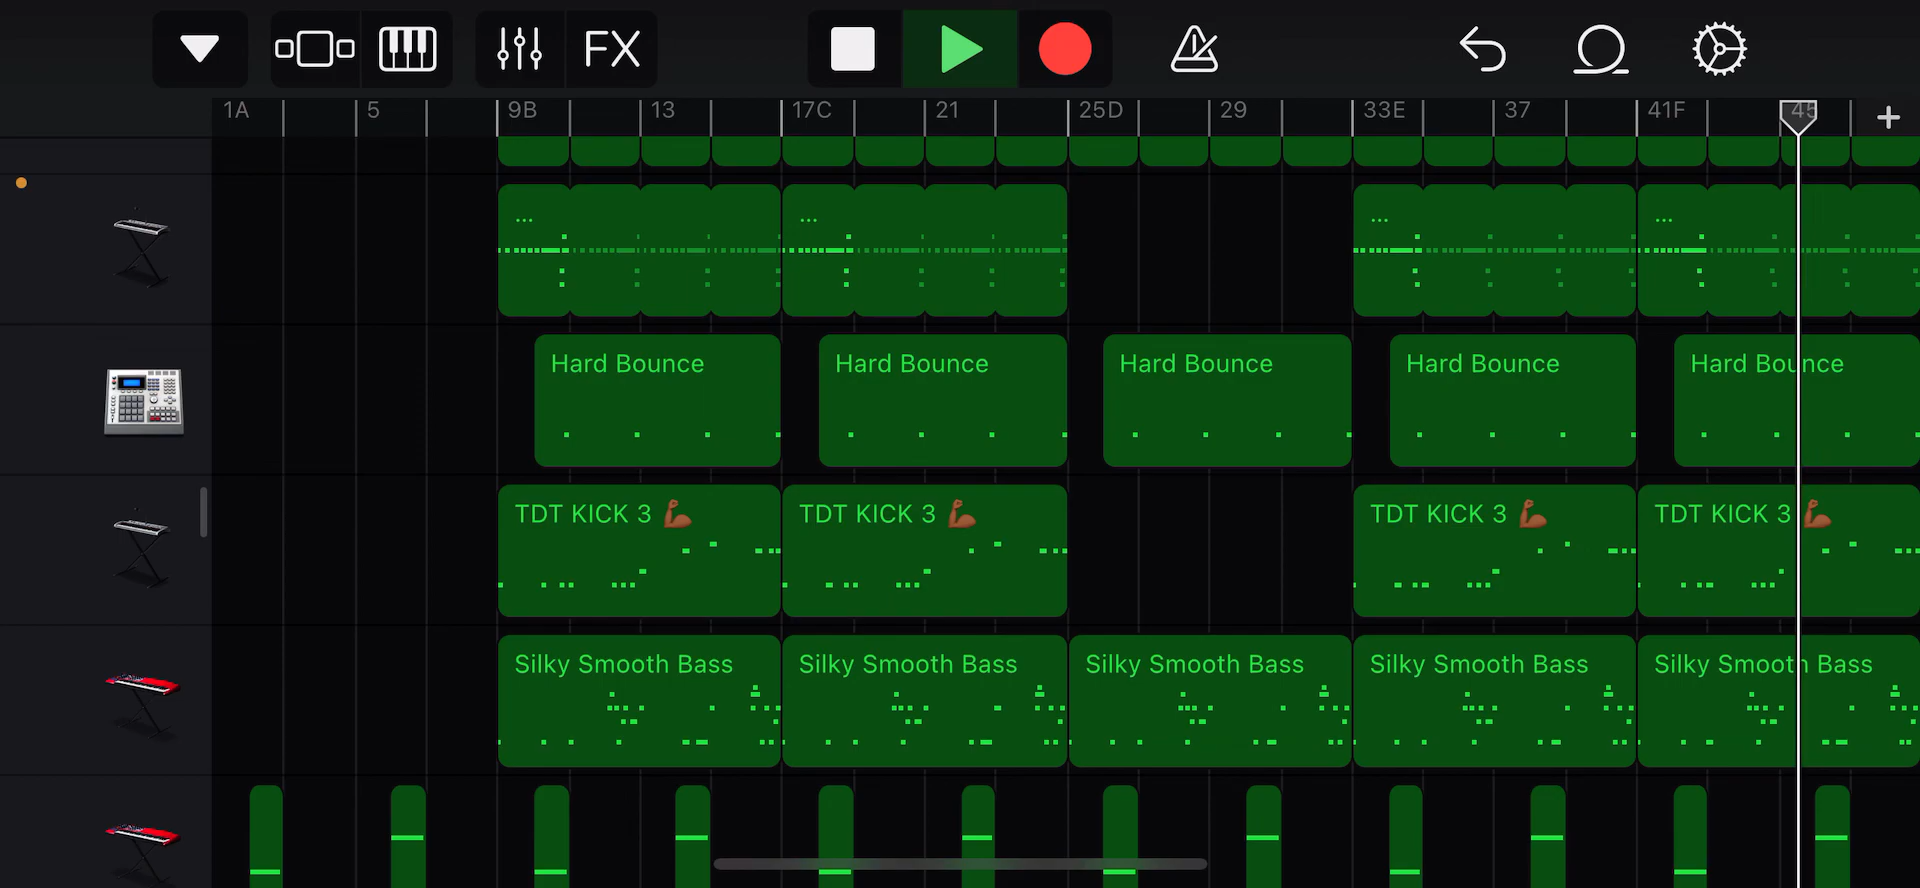 FX
1A 5 9B 13 17C 21 25D 29 33E 37 41F 45 +
... ... ... ...
Hard Bounce Hard Bounce Hard Bounce Hard Bounce Hard Bounce
TDT KICK 3 💪🏾 TDT KICK 3 💪🏾 TDT KICK 3 💪🏾 TDT KICK 3 💪🏾
Silky Smooth Bass Silky Smooth Bass Silky Smooth Bass Silky Smooth Bass Silky Smooth Bass